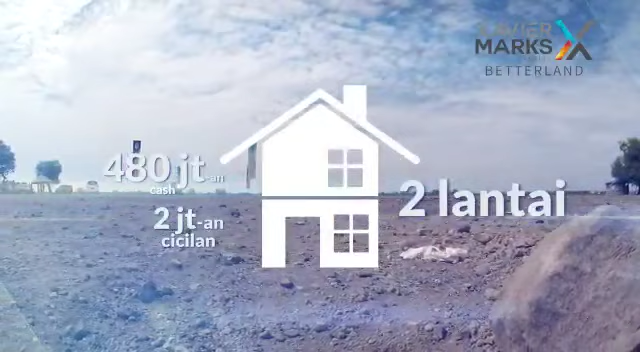 XAVIER
MARKS
BETTERLAND
480 jt-an
cash
2 jt-an
cicilan
2 lantai